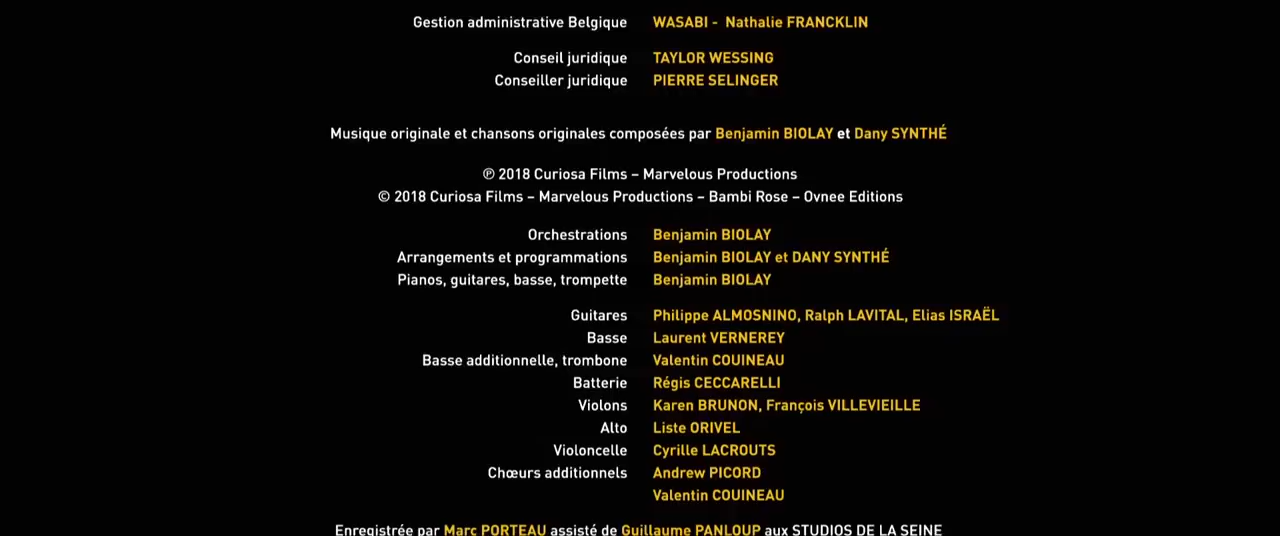 Gestion administrative Belgique WASABI - Nathalie FRANCKLIN
Conseil juridique TAYLOR WESSING
Conseiller juridique PIERRE SELINGER
Musique originale et chansons originales composées par Benjamin BIOLAY et Dany SYNTHÉ
℗ 2018 Curiosa Films – Marvelous Productions
© 2018 Curiosa Films – Marvelous Productions – Bambi Rose – Ovnee Editions
Orchestrations Benjamin BIOLAY
Arrangements et programmations Benjamin BIOLAY et DANY SYNTHÉ
Pianos, guitares, basse, trompette Benjamin BIOLAY
Guitares Philippe ALMOSNINO, Ralph LAVITAL, Elias ISRAËL
Basse Laurent VERNEREY
Basse additionnelle, trombone Valentin COUINEAU
Batterie Régis CECCARELLI
Violons Karen BRUNON, François VILLEVIEILLE
Alto Liste ORIVEL
Violoncelle Cyrille LACROUTS
Chœurs additionnels Andrew PICORD
Valentin COUINEAU
Enregistrée par Marc PORTEAU assisté de Guillaume PANLOUP aux STUDIOS DE LA SEINE